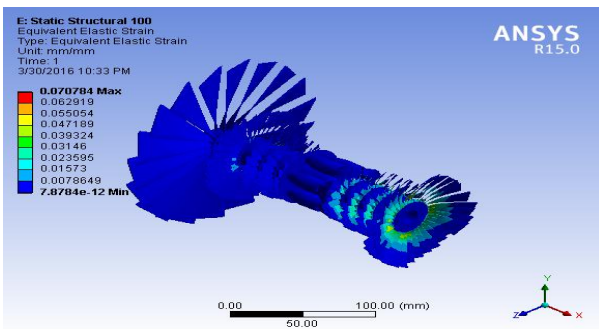 E: Static Structural 100
Equivalent Elastic Strain
Type: Equivalent Elastic Strain
Unit: mm/mm
Time: 1
3/30/2016 10:33 PM
0.070784 Max
0.062919
0.055054
0.047189
0.039324
0.03146
0.023595
0.01573
0.0078649
7.8784e-12 Min
ANSYS
R15.0
0.00 100.00 (mm)
50.00
Y
Z X